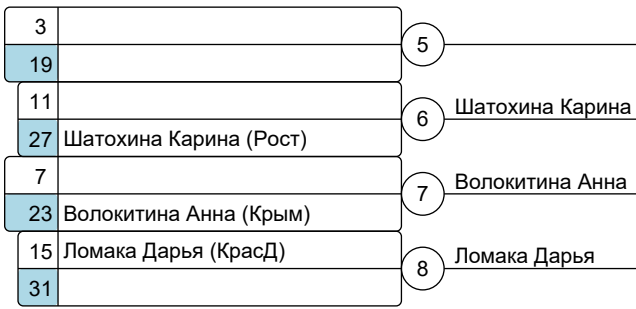 3
5
19
11
6 Шатохина Карина
27 Шатохина Карина (Рост)
7
7 Волокитина Анна
23 Волокитина Анна (Крым)
15 Ломака Дарья (КрасД)
8 Ломака Дарья
31